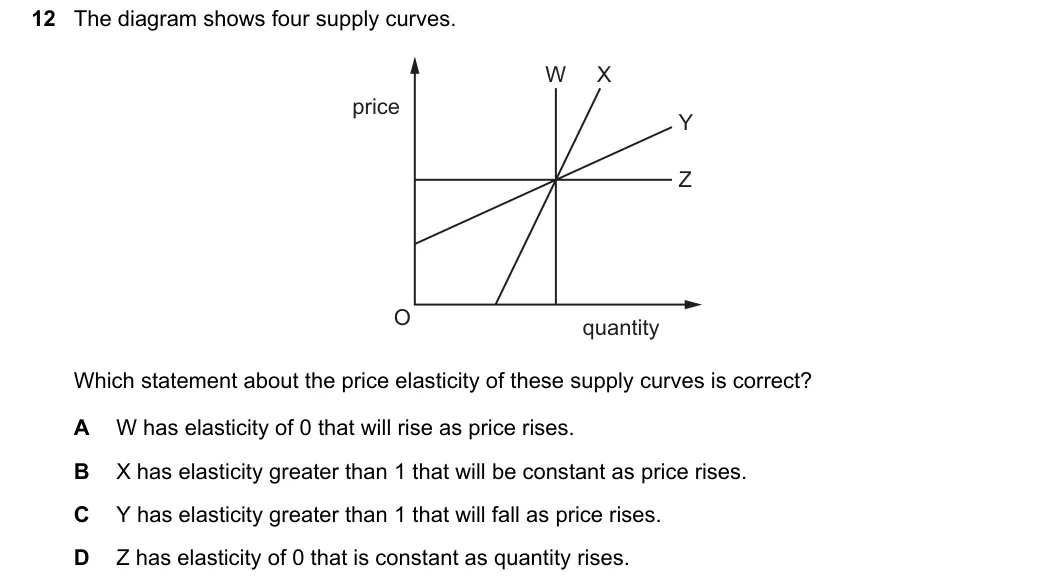 12 The diagram shows four supply curves.
W X
price
Y
Z
O
quantity
Which statement about the price elasticity of these supply curves is correct?
A W has elasticity of 0 that will rise as price rises.
B X has elasticity greater than 1 that will be constant as price rises.
C Y has elasticity greater than 1 that will fall as price rises.
D Z has elasticity of 0 that is constant as quantity rises.